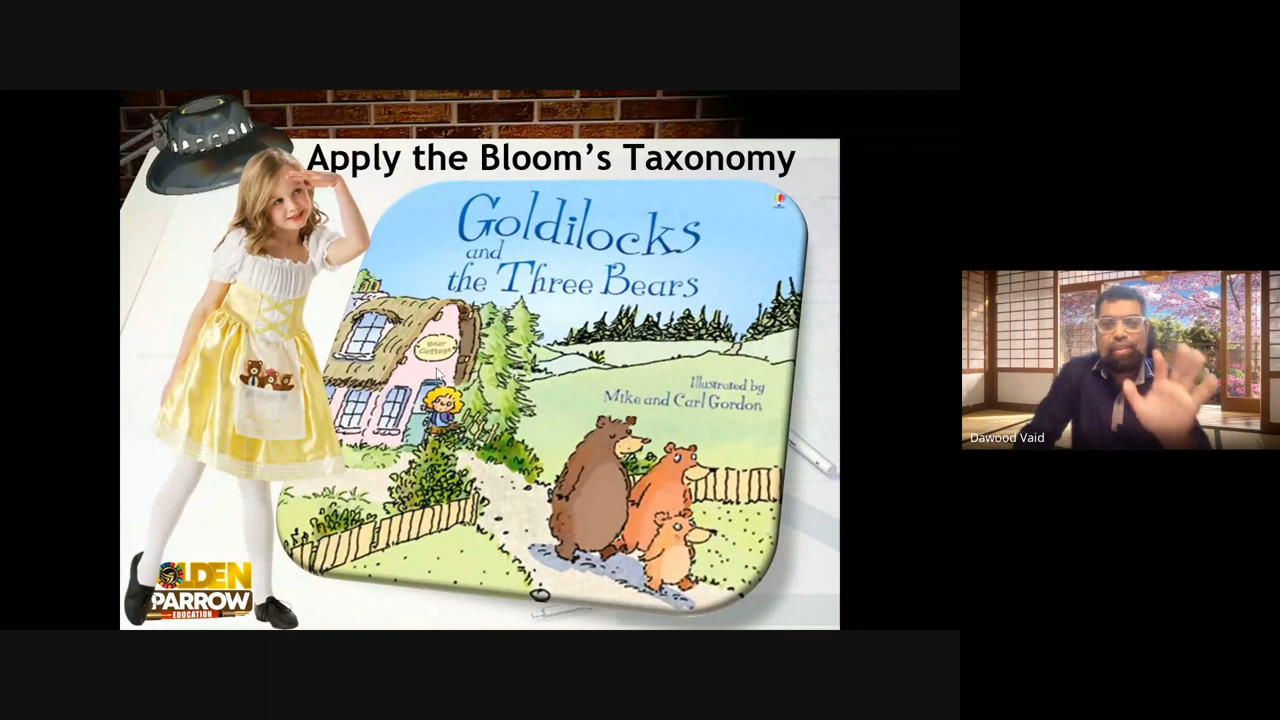 Apply the Bloom's Taxonomy
Goldilocks
and
the Three Bears
Bear
Cottage
Illustrated by
Mike and Carl Gordon
LDEN
PARROW
EDUCATION
Dawood Vaid